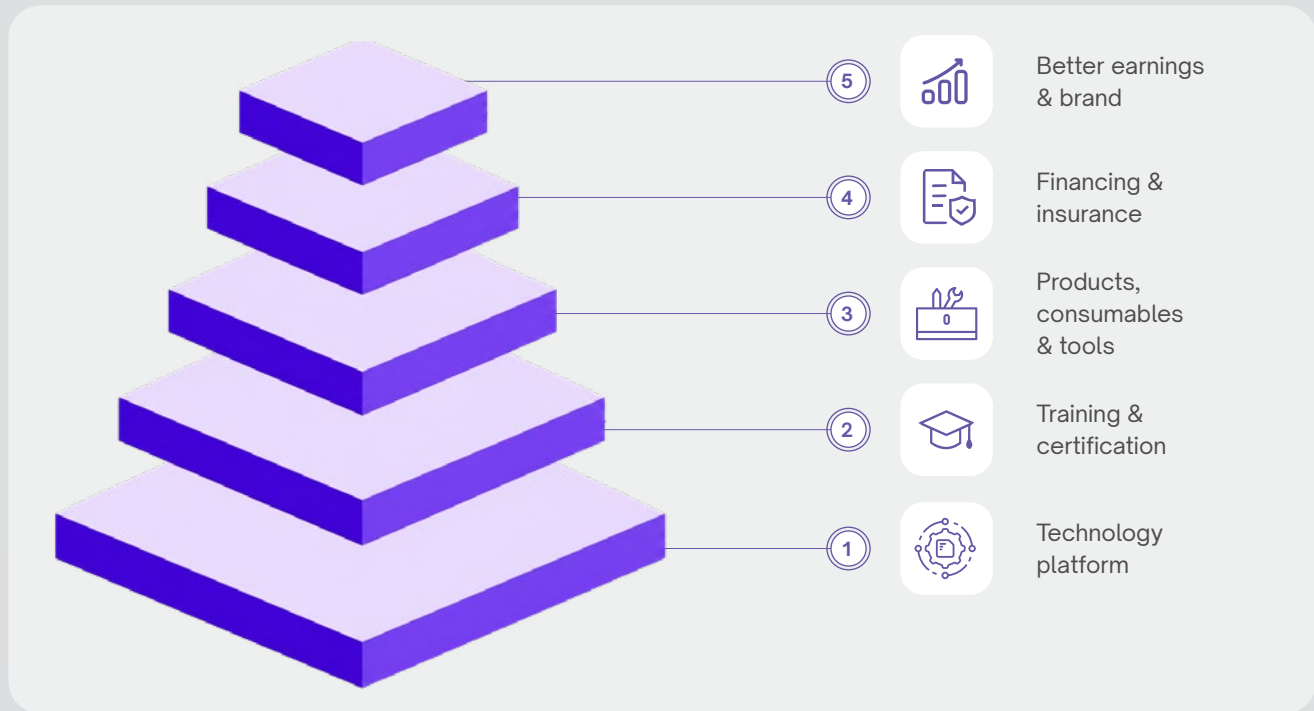 5
Better earnings
& brand
4
Financing &
insurance
3
Products,
consumables
& tools
2
Training &
certification
1
Technology
platform